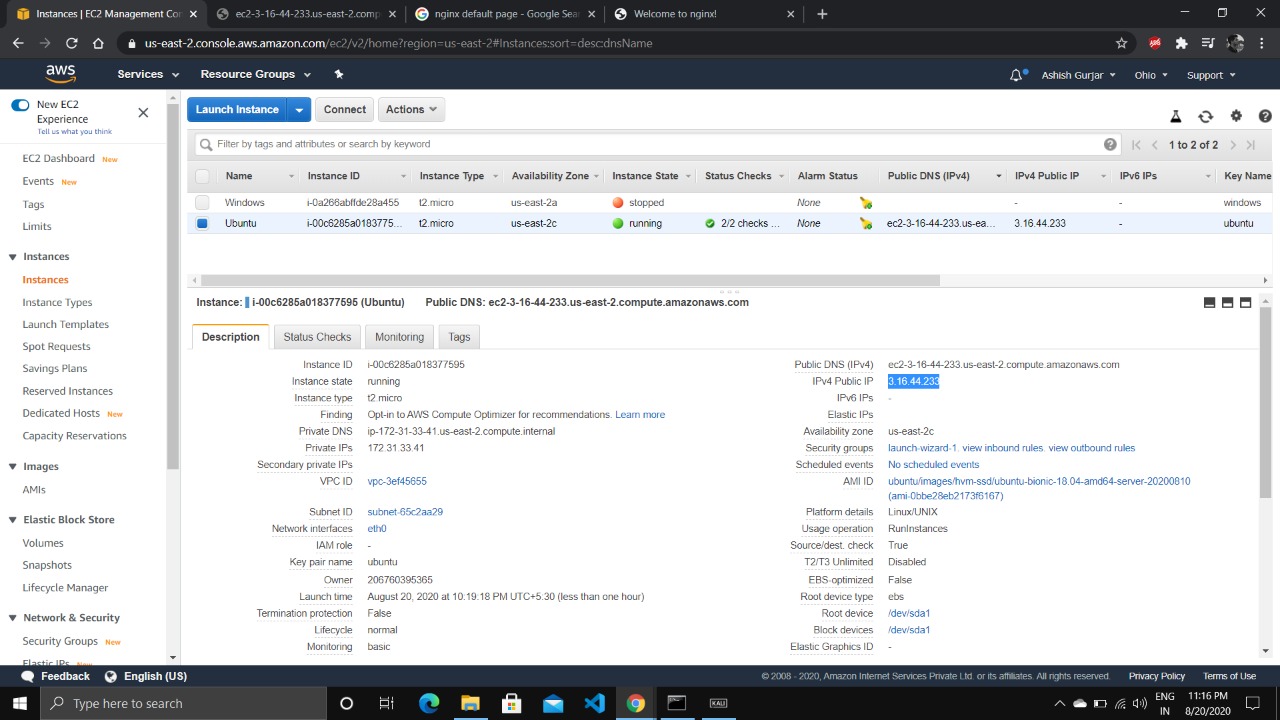 Instances | EC2 Management Con
ec2-3-16-44-233.us-east-2.comp
nginx default page - Google Sea
Welcome to nginx!
us-east-2.console.aws.amazon.com/ec2/v2/home?region=us-east-2#Instances:sort=desc:dnsName
aws Services Resource Groups Ashish Gurjar Ohio Support
New EC2
Experience
Tell us what you think
EC2 Dashboard New
Events New
Tags
Limits
Instances
Instances
Instance Types
Launch Templates
Spot Requests
Savings Plans
Reserved Instances
Dedicated Hosts New
Capacity Reservations
Images
AMIs
Elastic Block Store
Volumes
Snapshots
Lifecycle Manager
Network & Security
Security Groups New
Elastic IPs New
Launch Instance Connect Actions
Filter by tags and attributes or search by keyword
1 to 2 of 2
Name Instance ID Instance Type Availability Zone Instance State Status Checks Alarm Status Public DNS (IPv4) IPv4 Public IP IPv6 IPs Key Name
Windows i-0a266abffde28a455 t2.micro us-east-2a stopped None - - windows
Ubuntu i-00c6285a0183775... t2.micro us-east-2c running 2/2 checks ... None ec2-3-16-44-233.us-ea... 3.16.44.233 - ubuntu
Instance: i-00c6285a018377595 (Ubuntu) Public DNS: ec2-3-16-44-233.us-east-2.compute.amazonaws.com
Description Status Checks Monitoring Tags
Instance ID i-00c6285a018377595
Instance state running
Instance type t2.micro
Finding Opt-in to AWS Compute Optimizer for recommendations. Learn more
Private DNS ip-172-31-33-41.us-east-2.compute.internal
Private IPs 172.31.33.41
Secondary private IPs
VPC ID vpc-3ef45655
Subnet ID subnet-65c2aa29
Network interfaces eth0
IAM role -
Key pair name ubuntu
Owner 206760395365
Launch time August 20, 2020 at 10:19:18 PM UTC+5:30 (less than one hour)
Termination protection False
Lifecycle normal
Monitoring basic
Public DNS (IPv4) ec2-3-16-44-233.us-east-2.compute.amazonaws.com
IPv4 Public IP 3.16.44.233
IPv6 IPs -
Elastic IPs
Availability zone us-east-2c
Security groups launch-wizard-1. view inbound rules. view outbound rules
Scheduled events No scheduled events
AMI ID ubuntu/images/hvm-ssd/ubuntu-bionic-18.04-amd64-server-20200810
(ami-0bbe28eb2173f6167)
Platform details Linux/UNIX
Usage operation RunInstances
Source/dest. check True
T2/T3 Unlimited Disabled
EBS-optimized False
Root device type ebs
Root device /dev/sda1
Block devices /dev/sda1
Elastic Graphics ID -
Feedback English (US)
© 2008 - 2020, Amazon Internet Services Private Ltd. or its affiliates. All rights reserved. Privacy Policy Terms of Use
Type here to search
KALI
ENG
IN
11:16 PM
8/20/2020